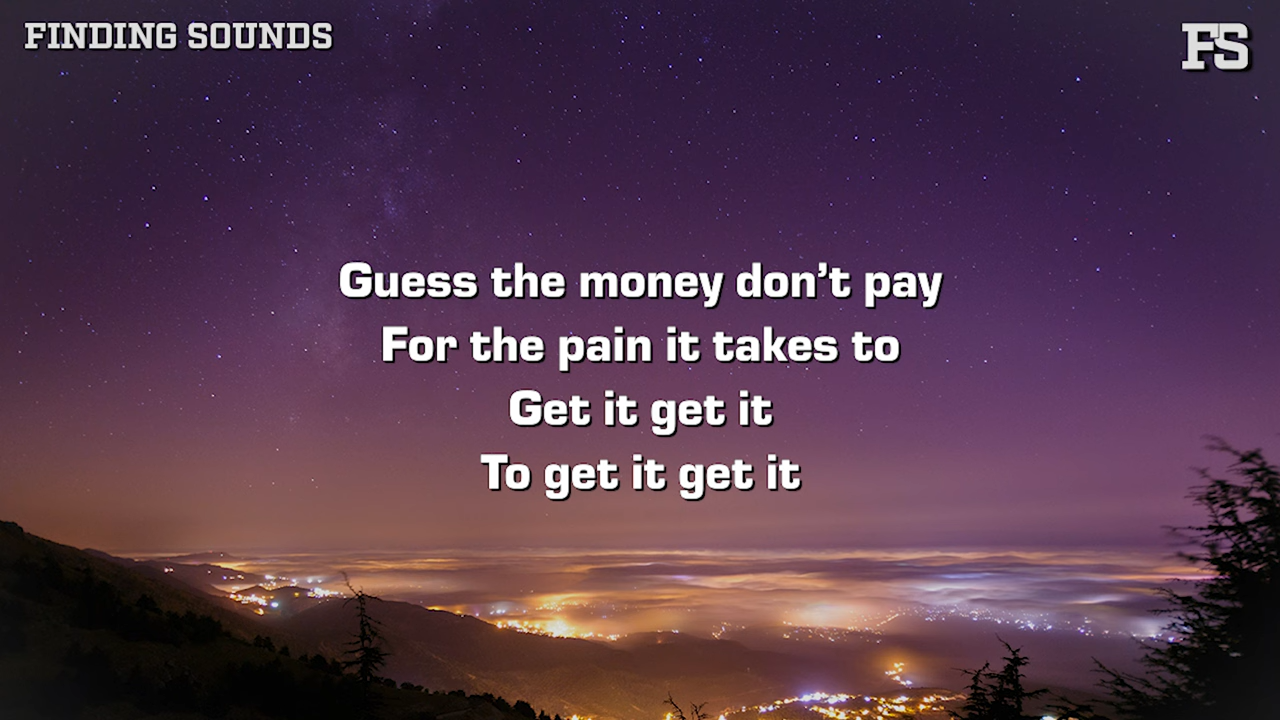 FINDING SOUNDS
FS
Guess the money don’t pay
For the pain it takes to
Get it get it
To get it get it